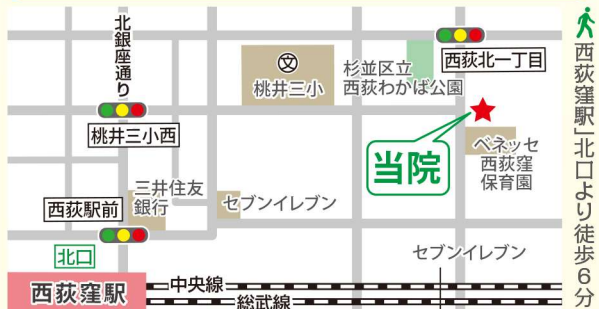 北銀座通り
文
桃井三小
杉並区立
西荻わかば公園
西荻北一丁目
桃井三小西
当院
ベネッセ
西荻窪
保育園
三井住友
銀行
セブンイレブン
西荻駅前
北口
セブンイレブン
西荻窪駅
中央線
総武線
西荻窪駅」北口より徒歩6分